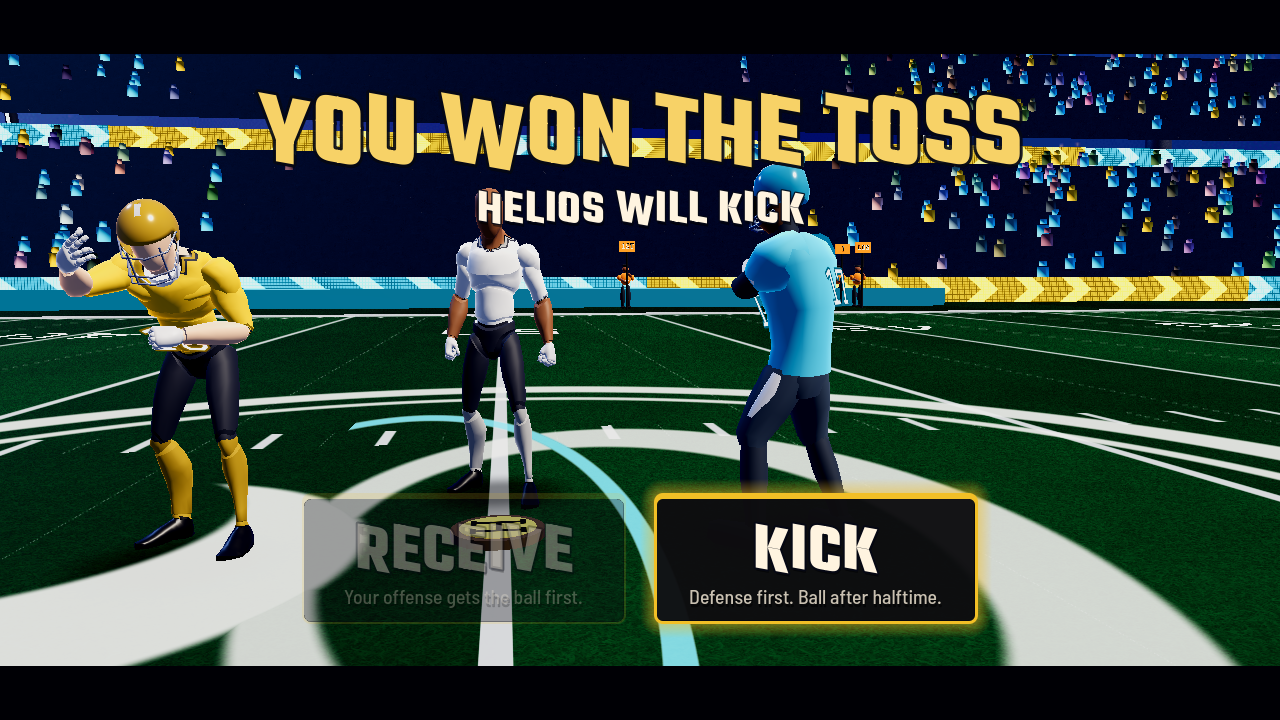 YOU WON THE TOSS
HELIOS WILL KICK
RECEIVE
Your offense gets the ball first.
KICK
Defense first. Ball after halftime.